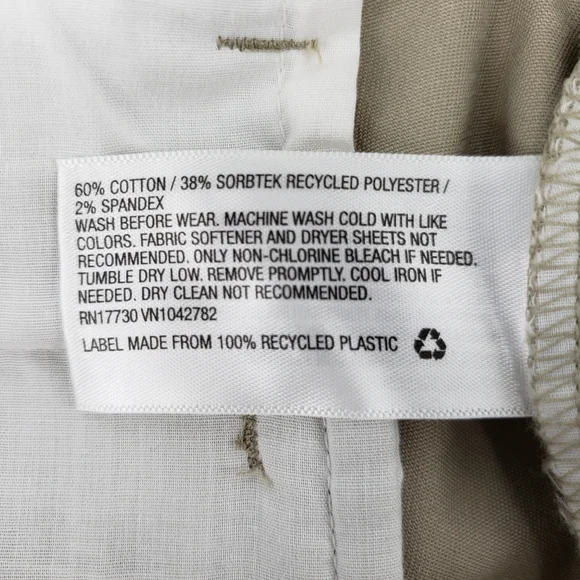 60% COTTON / 38% SORBTEK RECYCLED POLYESTER /
2% SPANDEX
WASH BEFORE WEAR. MACHINE WASH COLD WITH LIKE
COLORS. FABRIC SOFTENER AND DRYER SHEETS NOT
RECOMMENDED. ONLY NON-CHLORINE BLEACH IF NEEDED.
TUMBLE DRY LOW. REMOVE PROMPTLY. COOL IRON IF
NEEDED. DRY CLEAN NOT RECOMMENDED.
RN17730 VN1042782
LABEL MADE FROM 100% RECYCLED PLASTIC